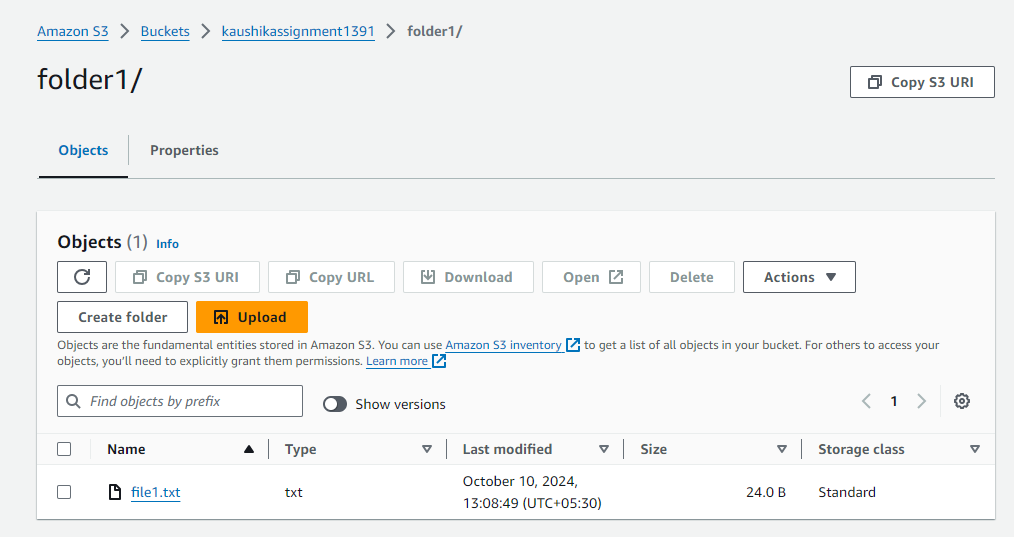 Amazon S3 > Buckets > kaushikassignment1391 > folder1/
folder1/
Copy S3 URI
Objects Properties
Objects (1) Info
Copy S3 URI Copy URL Download Open Delete Actions
Create folder Upload
Objects are the fundamental entities stored in Amazon S3. You can use Amazon S3 inventory to get a list of all objects in your bucket. For others to access your
objects, you'll need to explicitly grant them permissions. Learn more
Find objects by prefix Show versions 1
Name Type Last modified Size Storage class
file1.txt txt October 10, 2024, 24.0 B Standard
13:08:49 (UTC+05:30)